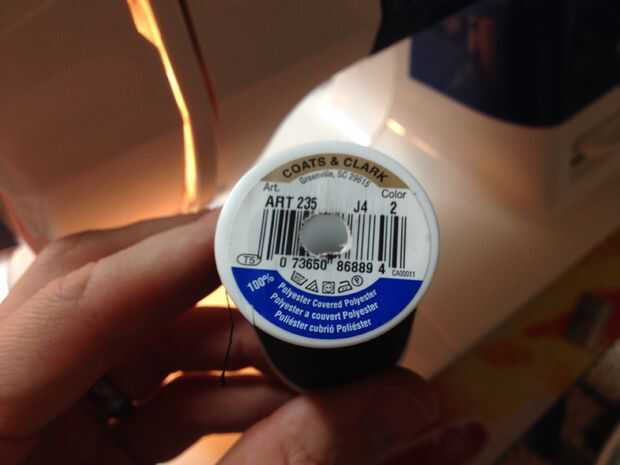 COATS & CLARK
Greenville, SC 29615
Art. Color
ART 235 J4 2
T5
0 73650 86889 4
CA00011
100%
Polyester Covered Polyester
Polyester a couvert Polyester
Poliéster cubrió Poliéster